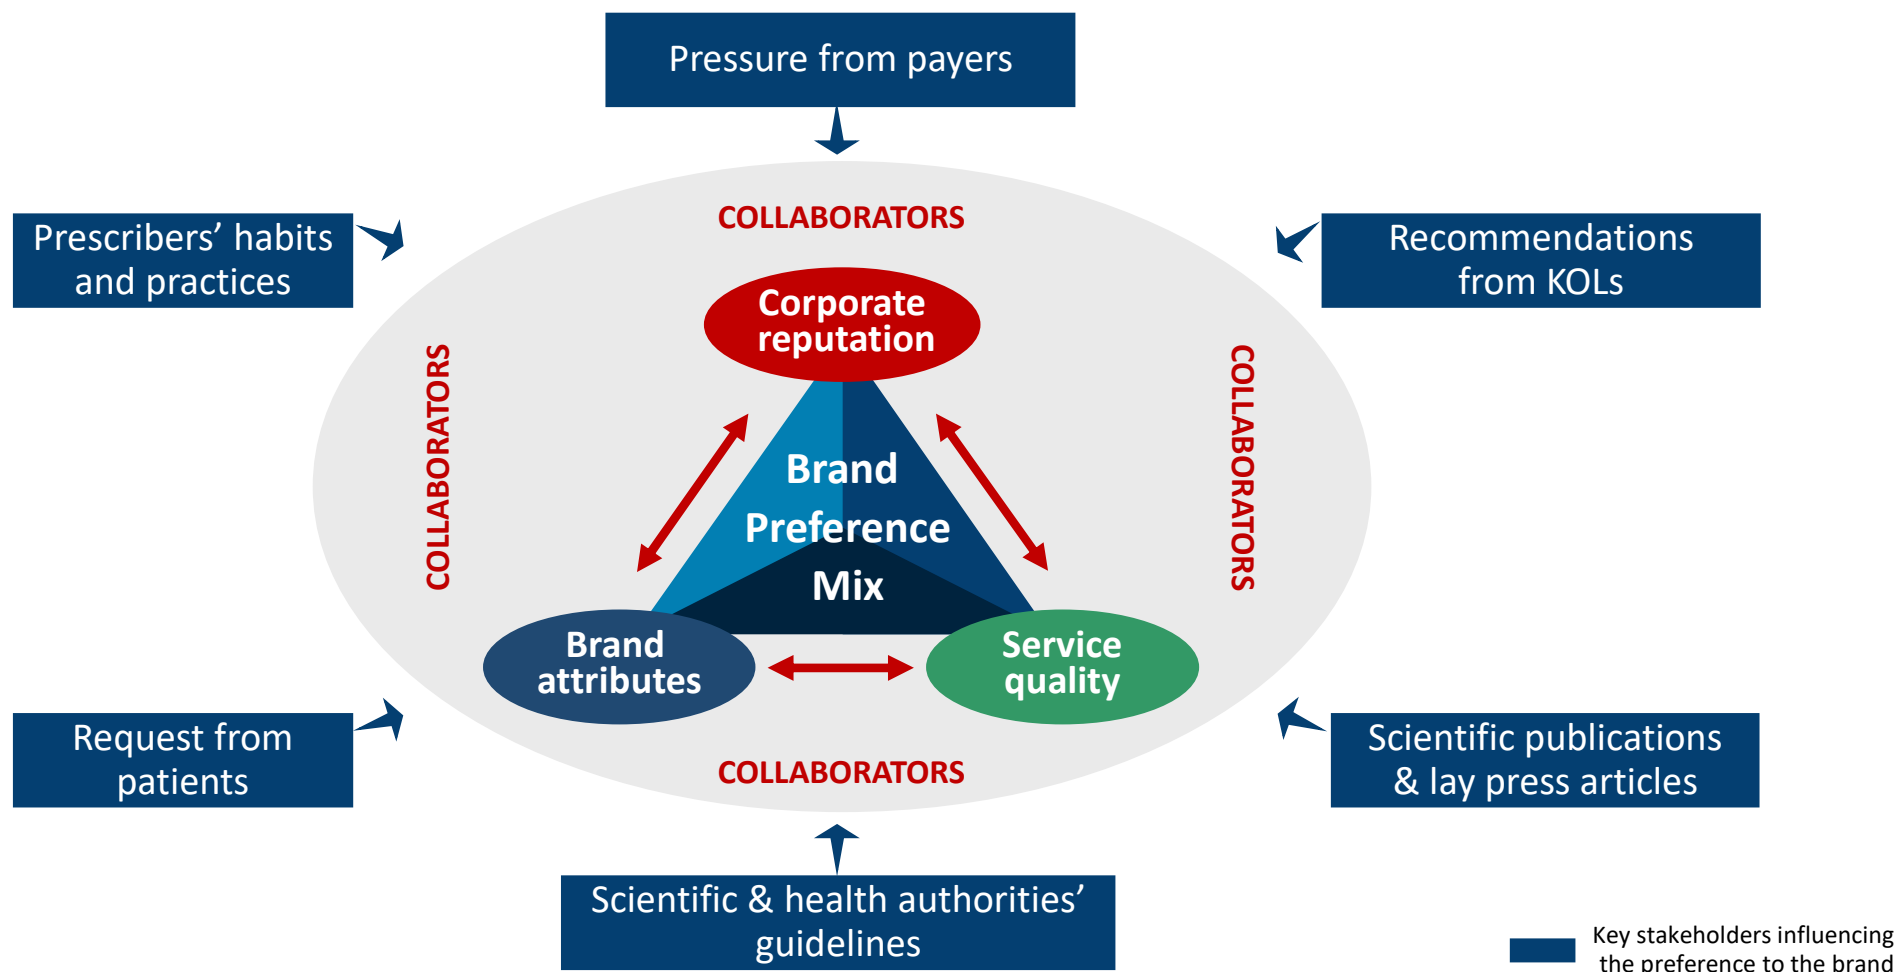 Pressure from payers
COLLABORATORS
Prescribers’ habits
and practices
Recommendations
from KOLs
Corporate
reputation
COLLABORATORS
COLLABORATORS
Brand
Preference
Mix
Brand
attributes
Service
quality
Request from
patients
COLLABORATORS
Scientific publications
& lay press articles
Scientific & health authorities’
guidelines
Key stakeholders influencing
the preference to the brand